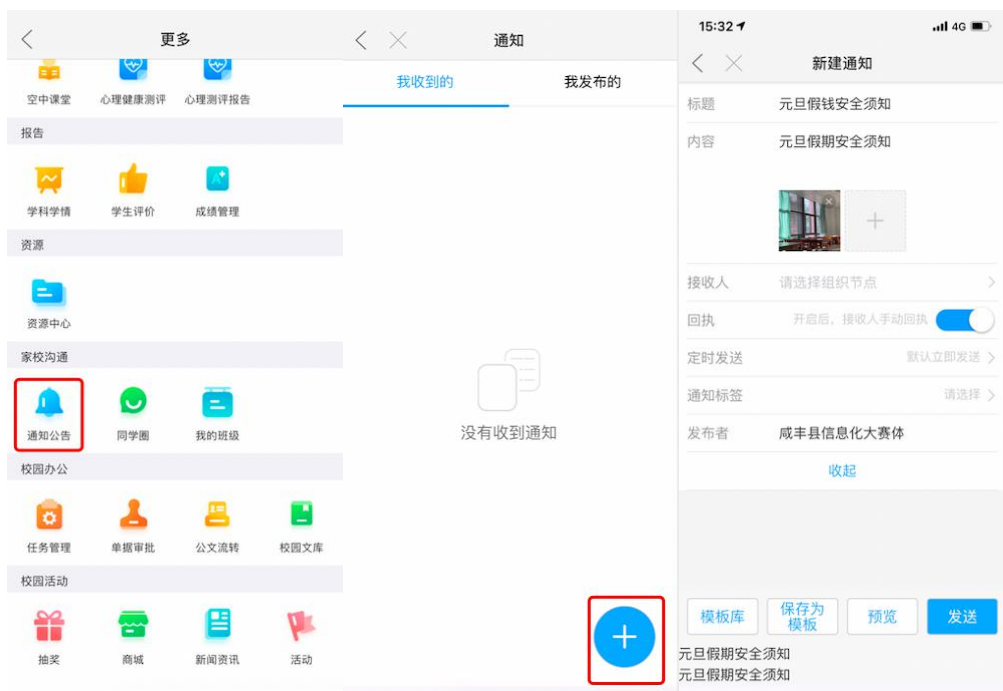 更多
空中课堂
心理健康测评
心理测评报告
报告
学科学情
学生评价
成绩管理
资源
资源中心
家校沟通
通知公告
同学圈
我的班级
校园办公
任务管理
单据审批
公文流转
校园文库
校园活动
抽奖
商城
新闻资讯
活动
通知
我收到的
我发布的
没有收到通知
15:32
4G
新建通知
标题 元旦假钱安全须知
内容 元旦假期安全须知
接收人 请选择组织节点
回执 开启后，接收人手动回执
定时发送 默认立即发送
通知标签 请选择
发布者 咸丰县信息化大赛体
收起
模板库
保存为
模板
预览
发送
元旦假期安全须知
元旦假期安全须知